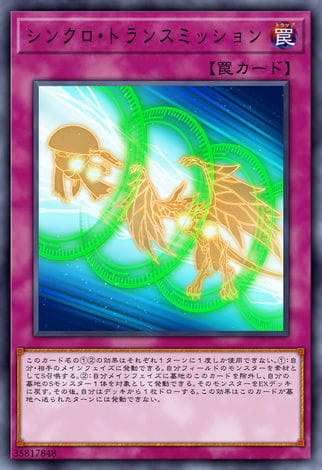 シンクロ・トランスミッション
トラップ
罠
【罠カード】
このカード名の①②の効果はそれぞれ1ターンに1度しか使用できない。①:自
分・相手のメインフェイズに発動できる。自分フィールドのモンスターを素材と
してS召喚する。②:自分メインフェイズに墓地のこのカードを除外し、自分の
墓地のSモンスター1体を対象として発動できる。そのモンスターをEXデッキ
に戻す。その後、自分はデッキから1枚ドローする。この効果はこのカードが墓
地へ送られたターンには発動できない。
35817848